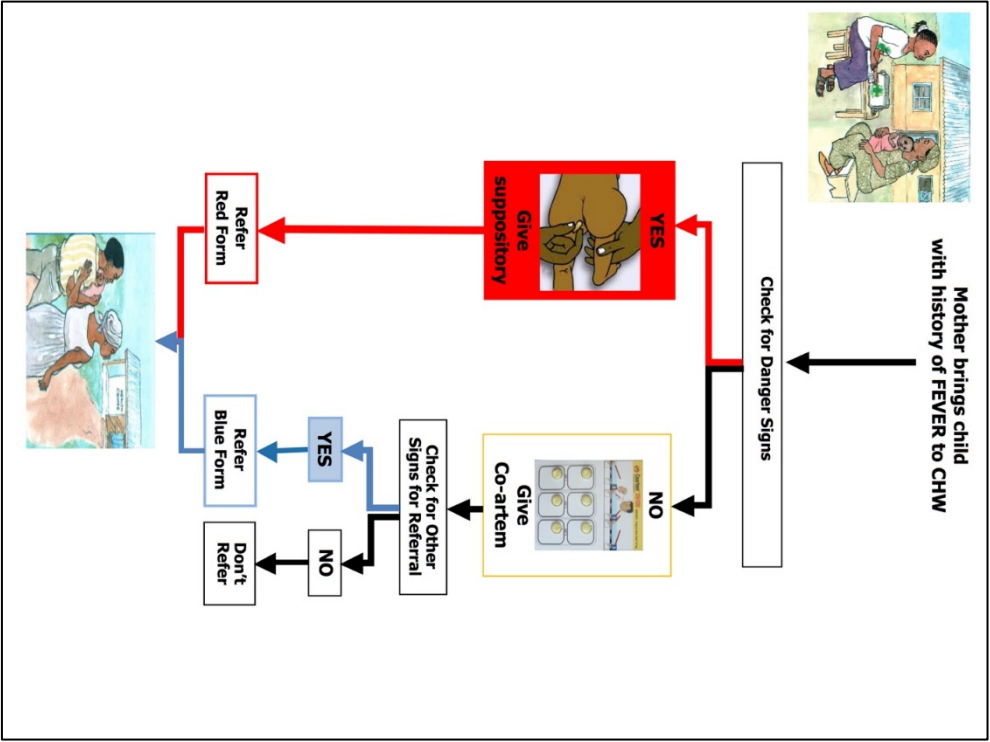 Mother brings child
with history of FEVER to CHW
Check for Danger Signs
YES
Give
suppository
Refer
Red Form
NO
Give
Co-artem
Check for Other
Signs for Referral
YES
Refer
Blue Form
NO
Don't
Refer